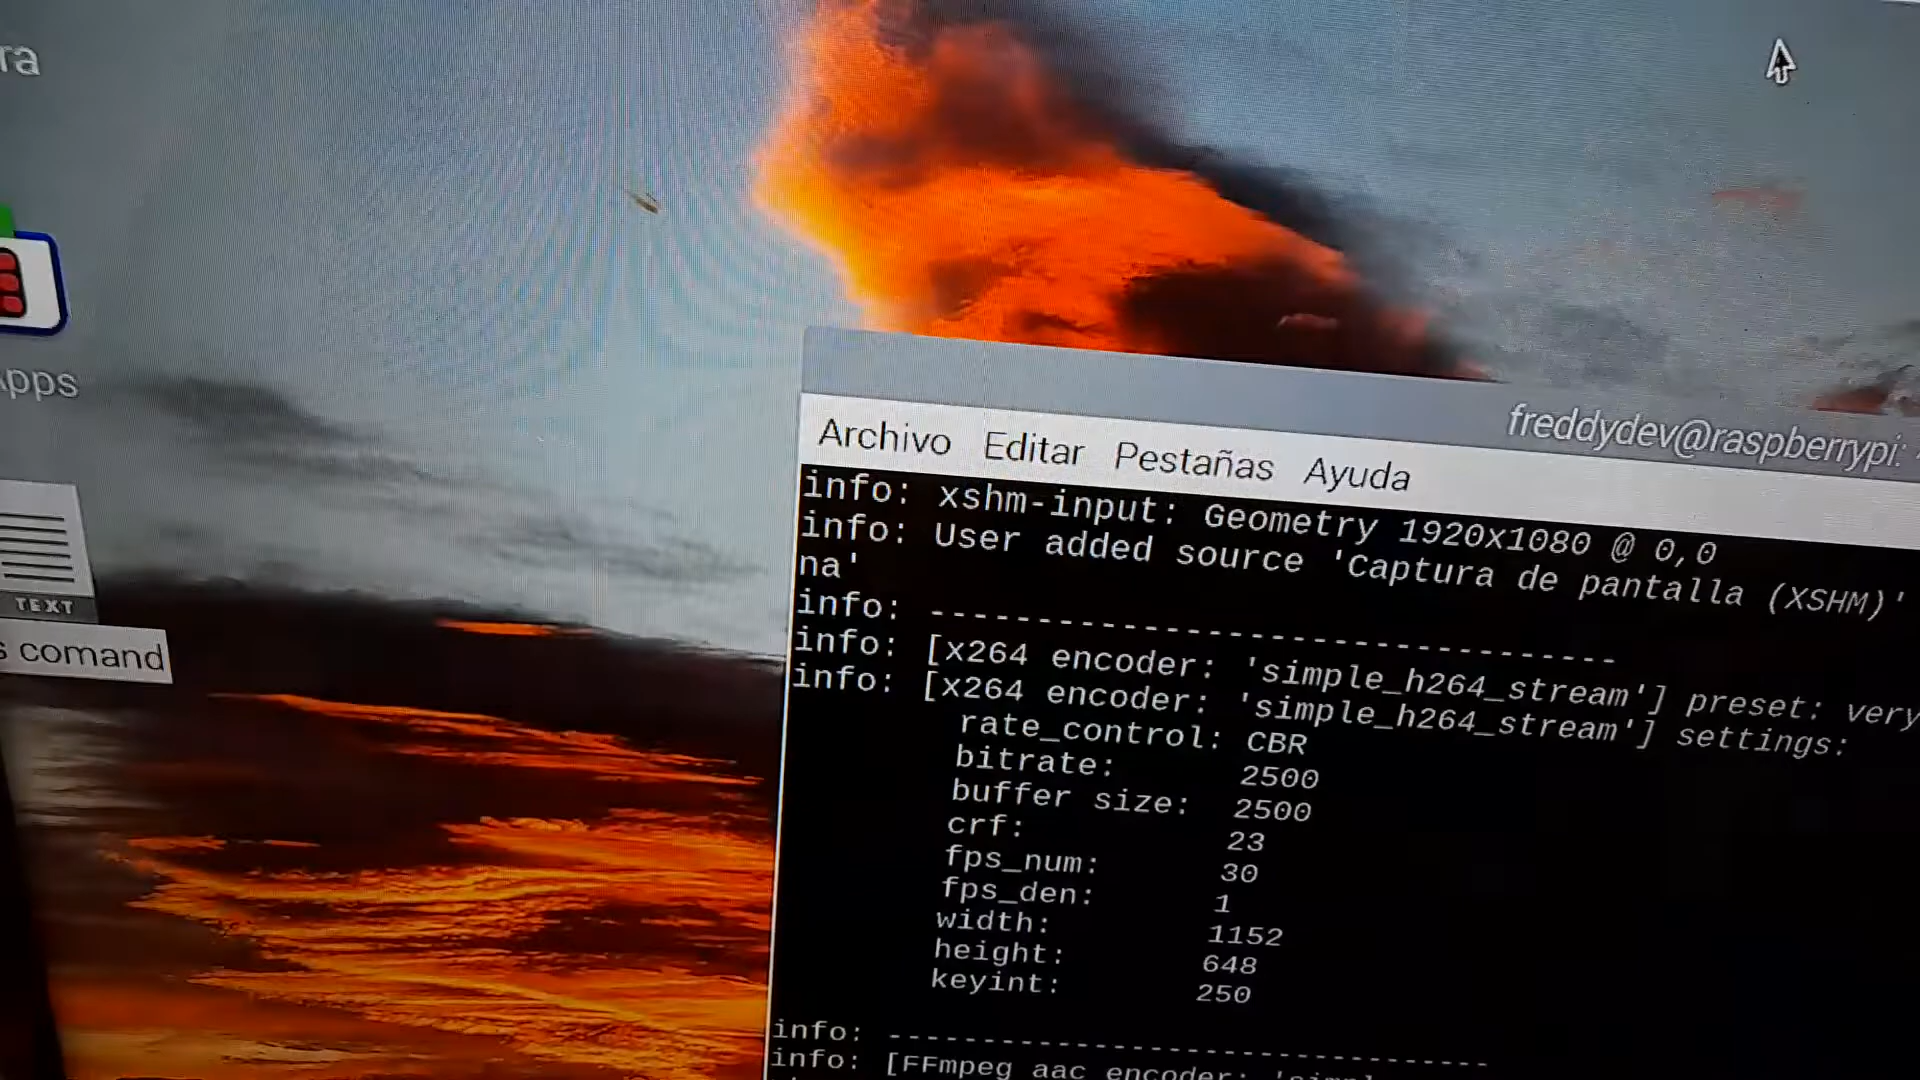 ra
Apps
TEXT
s comand
freddydev@raspberrypi:
Archivo Editar Pestañas Ayuda
info: xshm-input: Geometry 1920x1080 @ 0,0
info: User added source 'Captura de pantalla (XSHM)'
na'
info: ---------------------------------
info: [x264 encoder: 'simple_h264_stream'] preset: very
info: [x264 encoder: 'simple_h264_stream'] settings:
rate_control: CBR
bitrate: 2500
buffer size: 2500
crf: 23
fps_num: 30
fps_den: 1
width: 1152
height: 648
keyint: 250
info: ---------------------------------
info: [FFmpeg aac encoder: 'simpl